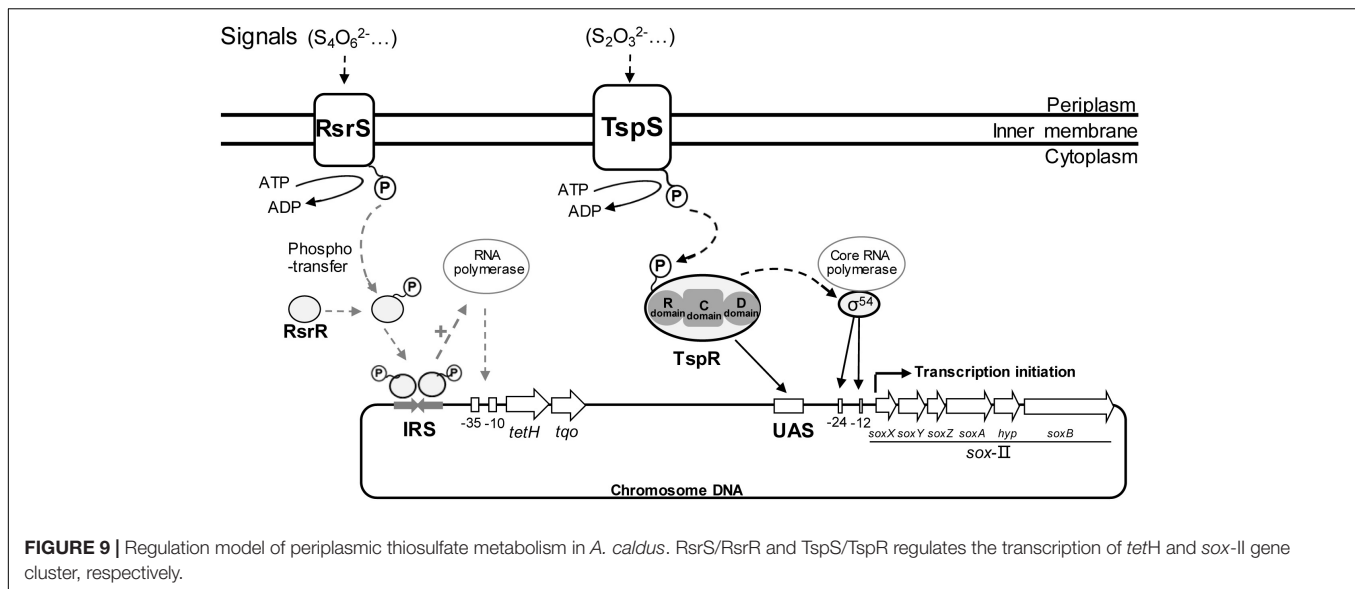 Signals (S₄O₆²⁻…)
(S₂O₃²⁻…)
RsrS
TspS
Periplasm
Inner membrane
Cytoplasm
P
ATP
ADP
P
ATP
ADP
Phospho
-transfer
RNA
polymerase
P
RsrR
+
P
R
domain
C
domain
D
domain
TspR
Core RNA
polymerase
σ⁵⁴
P
P
IRS
-35
-10
tetH
tqo
UAS
-24
-12
Transcription initiation
soxX
soxY
soxZ
soxA
hyp
soxB
sox-II
Chromosome DNA
FIGURE 9 | Regulation model of periplasmic thiosulfate metabolism in A. caldus. RsrS/RsrR and TspS/TspR regulates the transcription of tetH and sox-II gene
cluster, respectively.